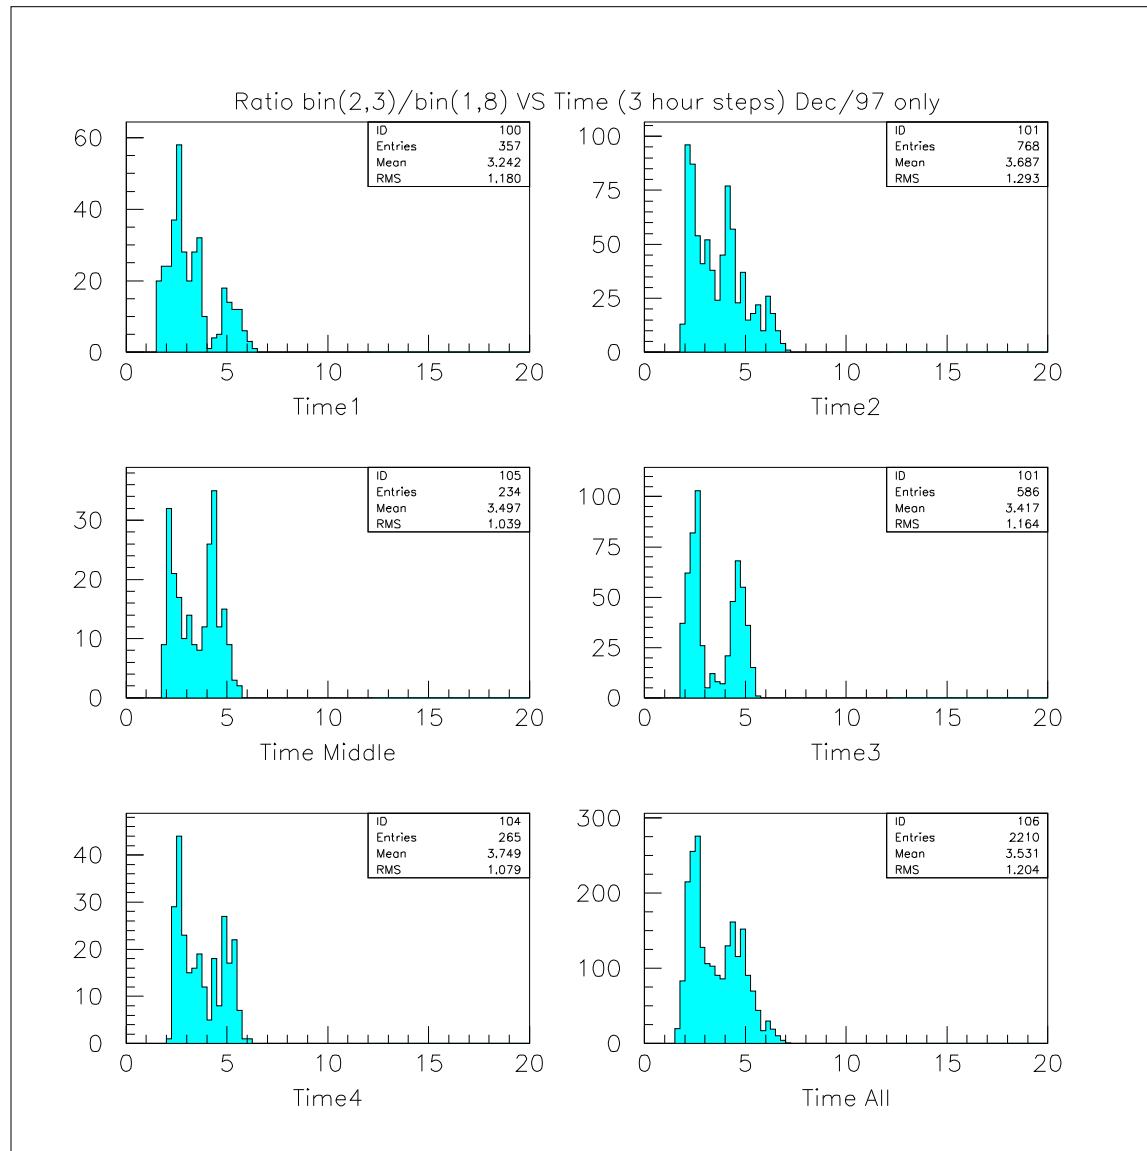 Ratio bin(2,3)/bin(1,8) VS Time (3 hour steps) Dec/97 only
ID 100
Entries 357
Mean 3.242
RMS 1.180
60
40
20
0
0 5 10 15 20
Time1
ID 101
Entries 768
Mean 3.687
RMS 1.293
100
75
50
25
0
0 5 10 15 20
Time2
ID 105
Entries 234
Mean 3.497
RMS 1.039
30
20
10
0
0 5 10 15 20
Time Middle
ID 101
Entries 586
Mean 3.417
RMS 1.164
100
75
50
25
0
0 5 10 15 20
Time3
ID 104
Entries 265
Mean 3.749
RMS 1.079
40
30
20
10
0
0 5 10 15 20
Time4
ID 106
Entries 2210
Mean 3.531
RMS 1.204
300
200
100
0
0 5 10 15 20
Time All